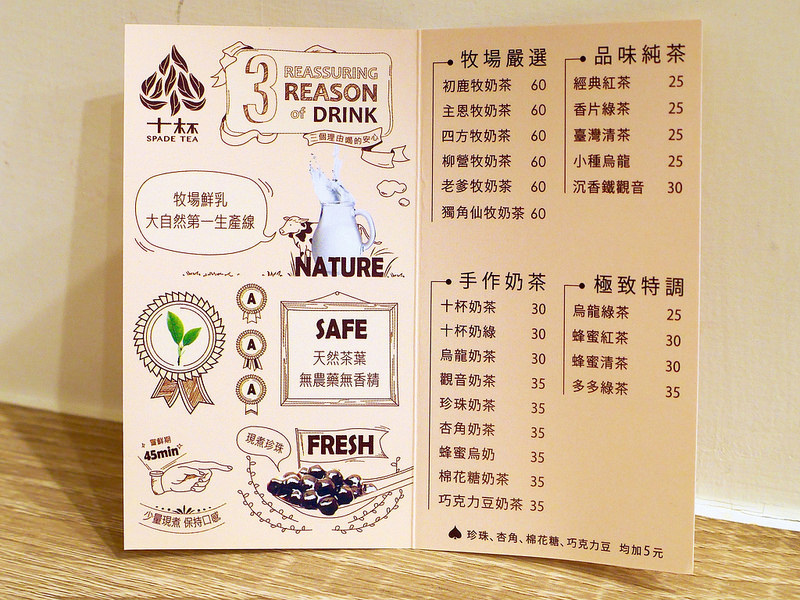 十杯
SPADE TEA
3
REASSURING
REASON
of DRINK
三個理由喝的安心
牧場鮮乳
大自然第一生產線
NATURE
A
A
A
SAFE
天然茶葉
無農藥無香精
嘗鮮期
45min
現煮珍珠
FRESH
少量現煮 保持口感
牧場嚴選
初鹿牧奶茶 60
主恩牧奶茶 60
四方牧奶茶 60
柳營牧奶茶 60
老爹牧奶茶 60
獨角仙牧奶茶 60
品味純茶
經典紅茶 25
香片綠茶 25
臺灣清茶 25
小種烏龍 25
沉香鐵觀音 30
手作奶茶
十杯奶茶 30
十杯奶綠 30
烏龍奶茶 30
觀音奶茶 35
珍珠奶茶 35
杏角奶茶 35
蜂蜜烏奶 35
棉花糖奶茶 35
巧克力豆奶茶 35
極致特調
烏龍綠茶 25
蜂蜜紅茶 30
蜂蜜清茶 30
多多綠茶 35
♠ 珍珠、杏角、棉花糖、巧克力豆 均加5元